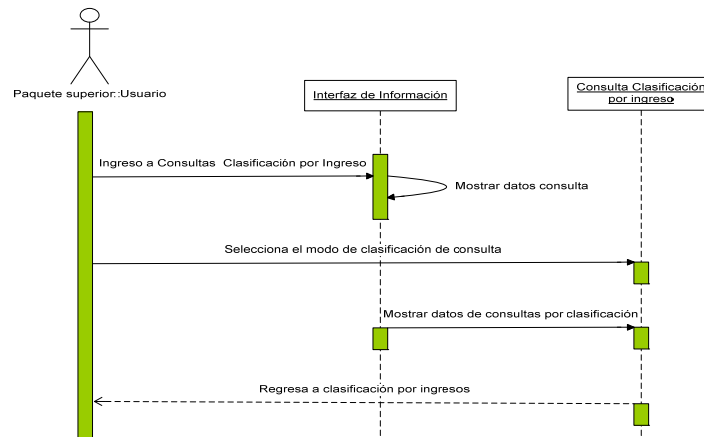 Paquete superior::Usuario
Interfaz de Información
Consulta Clasificación
por ingreso
Ingreso a Consultas Clasificación por Ingreso
Mostrar datos consulta
Selecciona el modo de clasificación de consulta
Mostrar datos de consultas por clasificación
Regresa a clasificación por ingresos